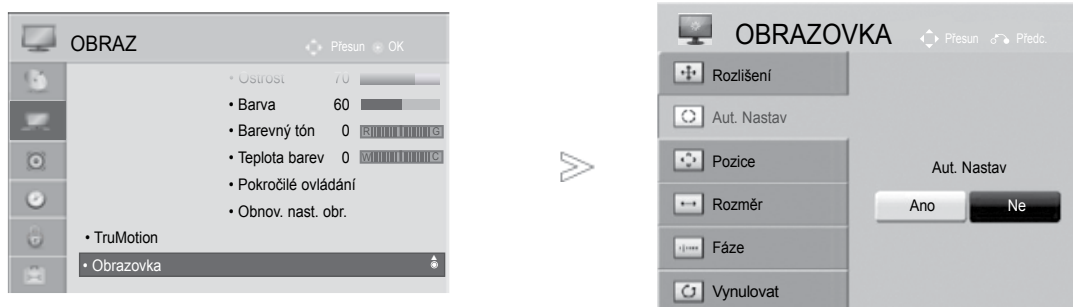 OBRAZ
Přesun OK
• Ostrost 70
• Barva 60
• Barevný tón 0 R G
• Teplota barev 0 W C
• Pokročilé ovládání
• Obnov. nast. obr.
• TruMotion
• Obrazovka
OBRAZOVKA
Přesun Předc.
Rozlišení
Aut. Nastav
Pozice
Rozměr
Fáze
Vynulovat
Aut. Nastav
Ano Ne